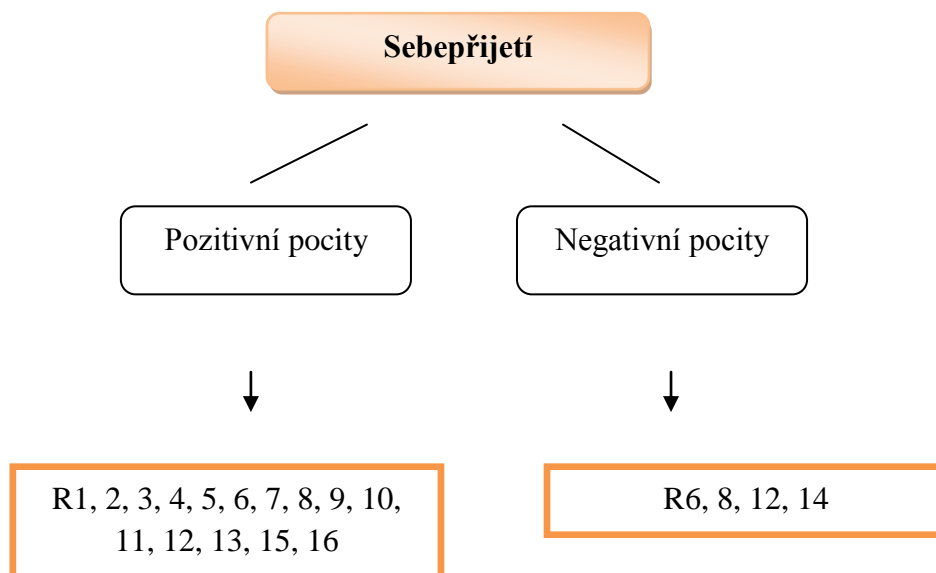 Sebepřijetí
Pozitivní pocity
Negativní pocity
R1, 2, 3, 4, 5, 6, 7, 8, 9, 10,
11, 12, 13, 15, 16
R6, 8, 12, 14